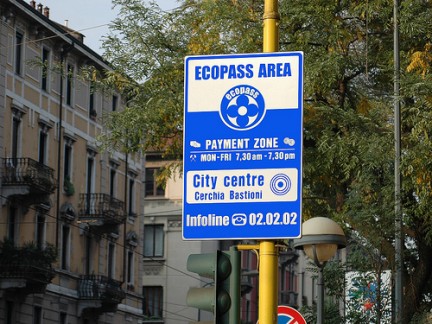 ECOPASS AREA
ecopass
PAYMENT ZONE
MON-FRI 7,30 am - 7,30 pm
City centre
Cerchia Bastioni
Infoline 02.02.02